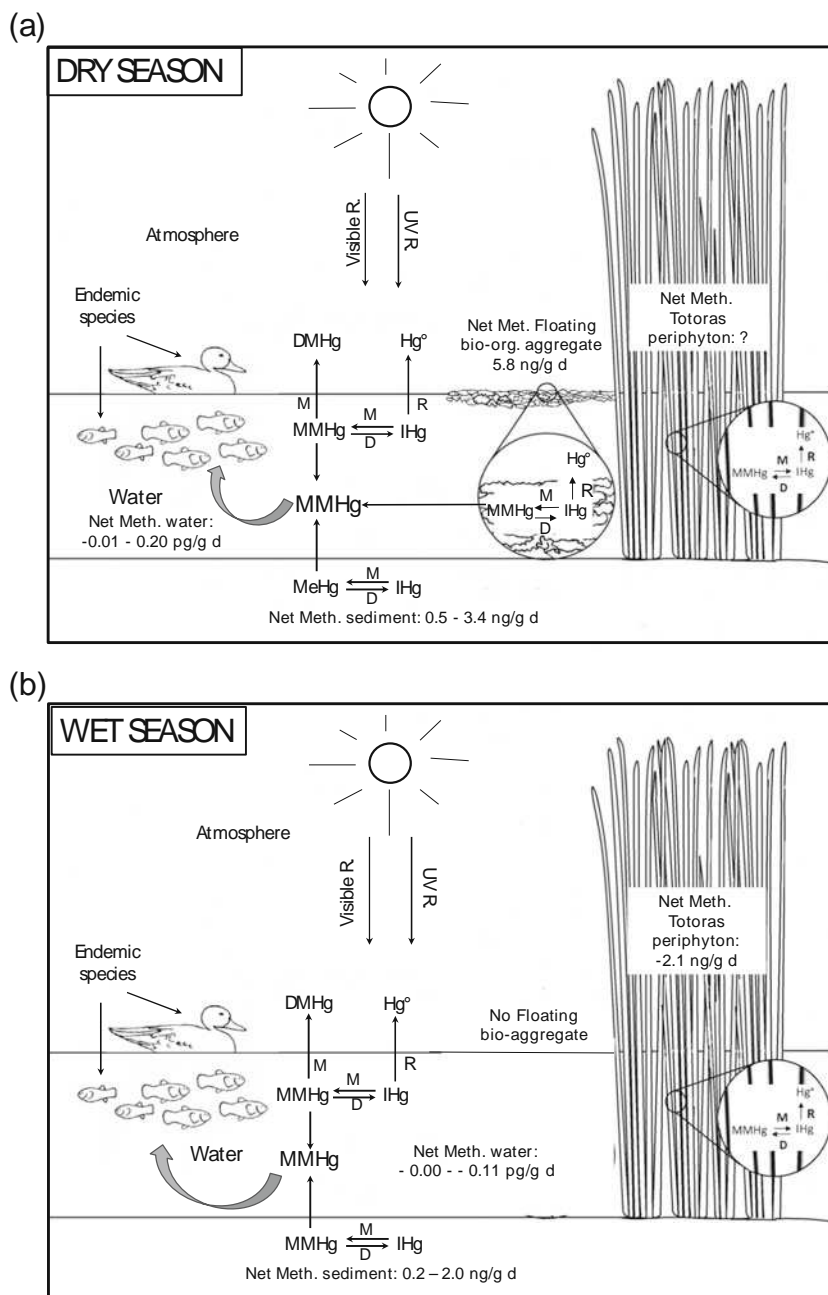 (a)
DRY SEASON
Visible R.
UV R.
Atmosphere
Endemic
species
Net Meth.
Totoras
periphyton: ?
Net Met. Floating
bio-org. aggregate
5.8 ng/g d
DMHg
Hg°
M
M
R
MMHg
IHg
D
Hg°
M
R
MMHg
IHg
D
Hg°
M
R
MMHg
IHg
D
Water
Net Meth. water:
-0.01 - 0.20 pg/g d
MMHg
M
MeHg
IHg
D
Net Meth. sediment: 0.5 - 3.4 ng/g d
(b)
WET SEASON
Atmosphere
Visible R.
UV R.
Net Meth.
Totoras
periphyton:
-2.1 ng/g d
Endemic
species
DMHg
Hg°
No Floating
bio-aggregate
M
M
R
MMHg
IHg
D
Hg°
M
R
MMHg
IHg
D
Water
MMHg
Net Meth. water:
- 0.00 - - 0.11 pg/g d
M
MMHg
IHg
D
Net Meth. sediment: 0.2 – 2.0 ng/g d